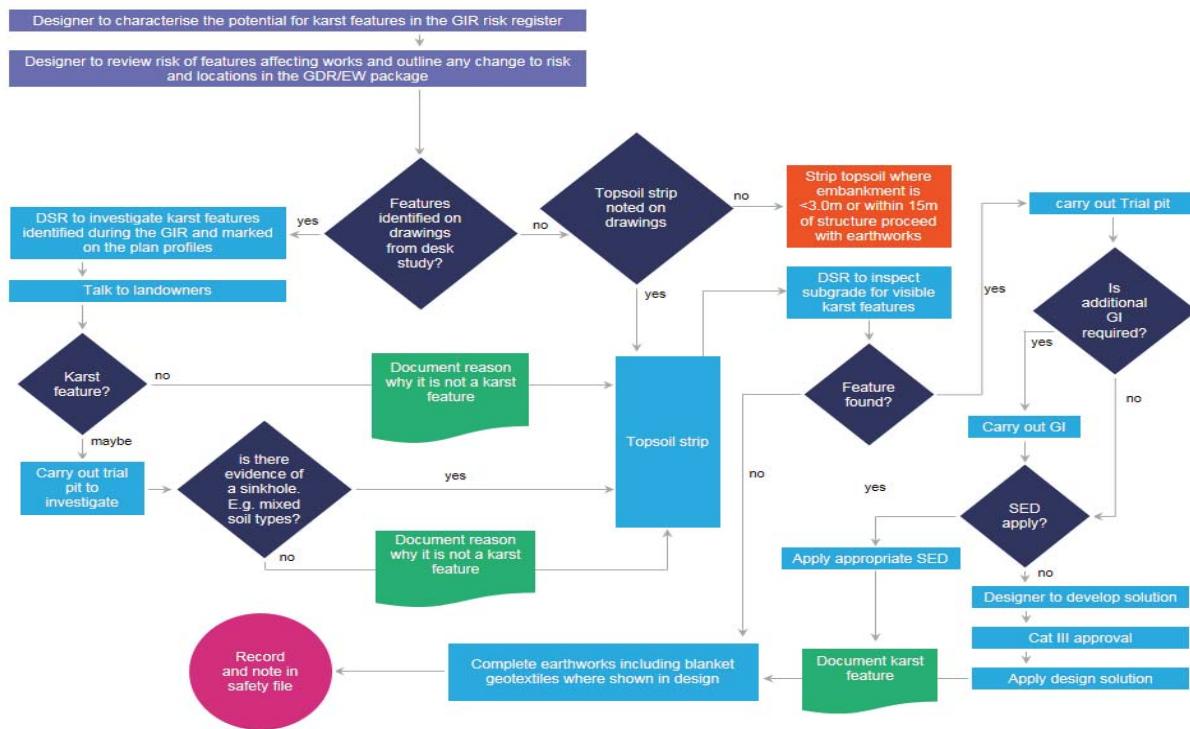 Designer to characterise the potential for karst features in the GIR risk register
Designer to review risk of features affecting works and outline any change to risk
and locations in the GDR/EW package
Features
identified on
drawings
from desk
study?
yes
no
DSR to investigate karst features
identified during the GIR and marked
on the plan profiles
Talk to landowners
Karst
feature?
no
maybe
Document reason
why it is not a karst
feature
Carry out trial
pit to
investigate
is there
evidence of
a sinkhole.
E.g. mixed
soil types?
yes
no
Document reason
why it is not a karst
feature
Topsoil strip
noted on
drawings
no
yes
Strip topsoil where
embankment is
<3.0m or within 15m
of structure proceed
with earthworks
Topsoil strip
DSR to inspect
subgrade for visible
karst features
Feature
found?
yes
no
carry out Trial pit
Is
additional
GI
required?
yes
no
Carry out GI
SED
apply?
yes
no
Apply appropriate SED
Designer to develop solution
Cat III approval
Apply design solution
Document karst
feature
Complete earthworks including blanket
geotextiles where shown in design
Record
and note in
safety file